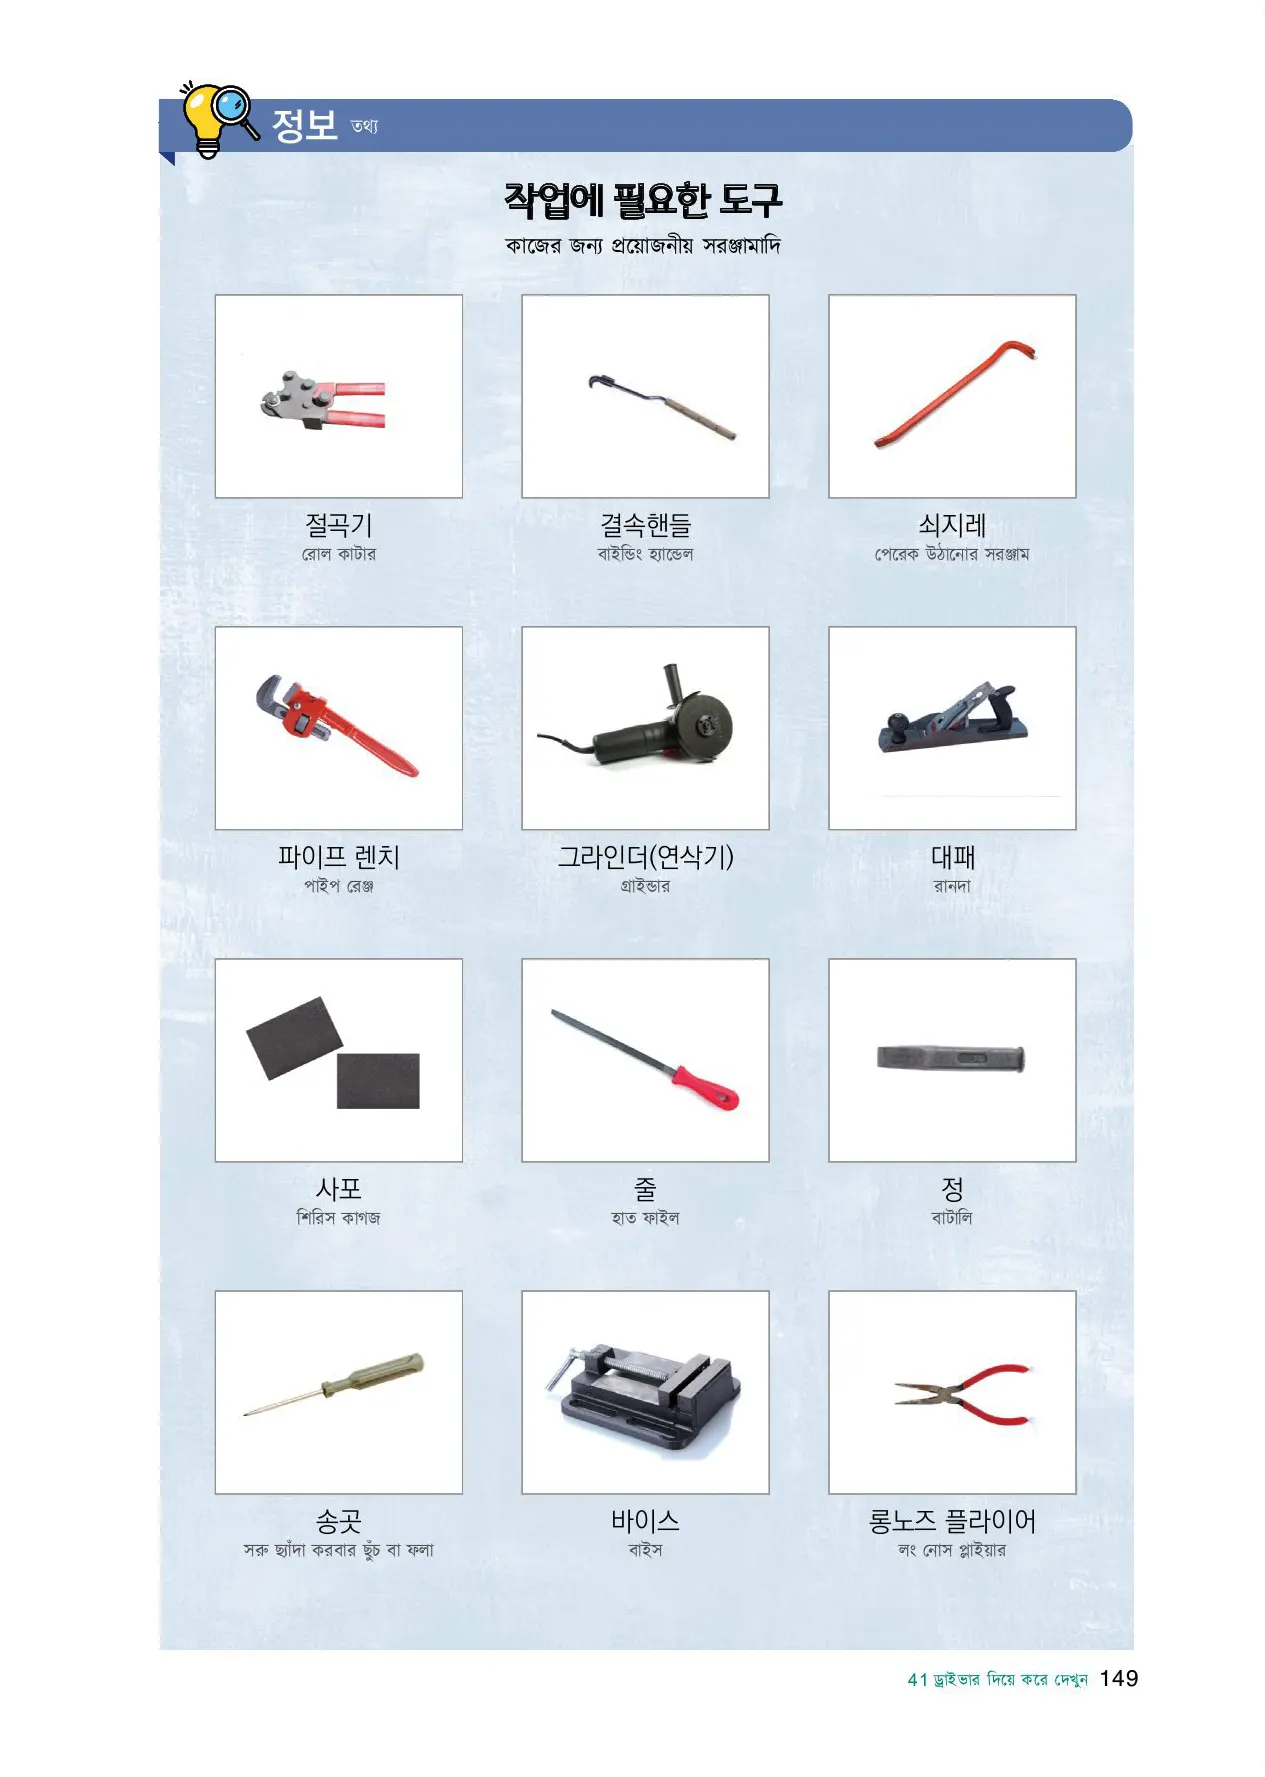 정보 তথ্য
작업에 필요한 도구
কাজের জন্য প্রয়োজনীয় সরঞ্জামাদি
절곡기 결속핸들 쇠지레
রোল কাটার বাইন্ডিং হ্যান্ডেল পেরেক উঠানোর সরঞ্জাম
파이프 렌치 그라인더(연삭기) 대패
পাইপ রেঞ্জ গ্রাইন্ডার রানদা
사포 줄 정
শিরিস কাগজ হাত ফাইল বাটালি
송곳 바이스 롱노즈 플라이어
সরু ছ্যাঁদা করবার ছুঁচ বা ফলা বাইস লং নোস প্লাইয়ার
41 ড্রাইভার দিয়ে করে দেখুন 149